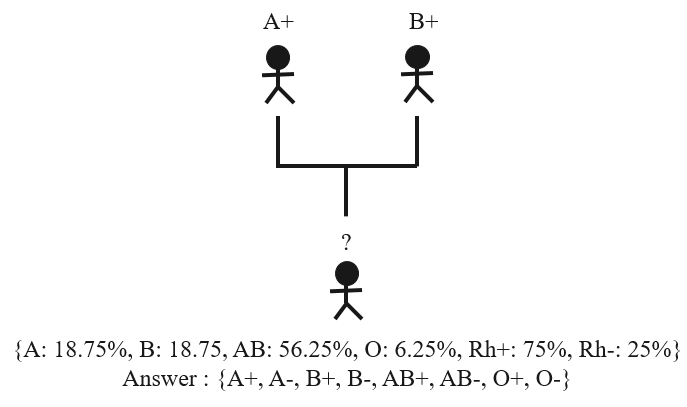 A+
B+
?
{A: 18.75%, B: 18.75, AB: 56.25%, O: 6.25%, Rh+: 75%, Rh-: 25%}
Answer : {A+, A-, B+, B-, AB+, AB-, O+, O-}